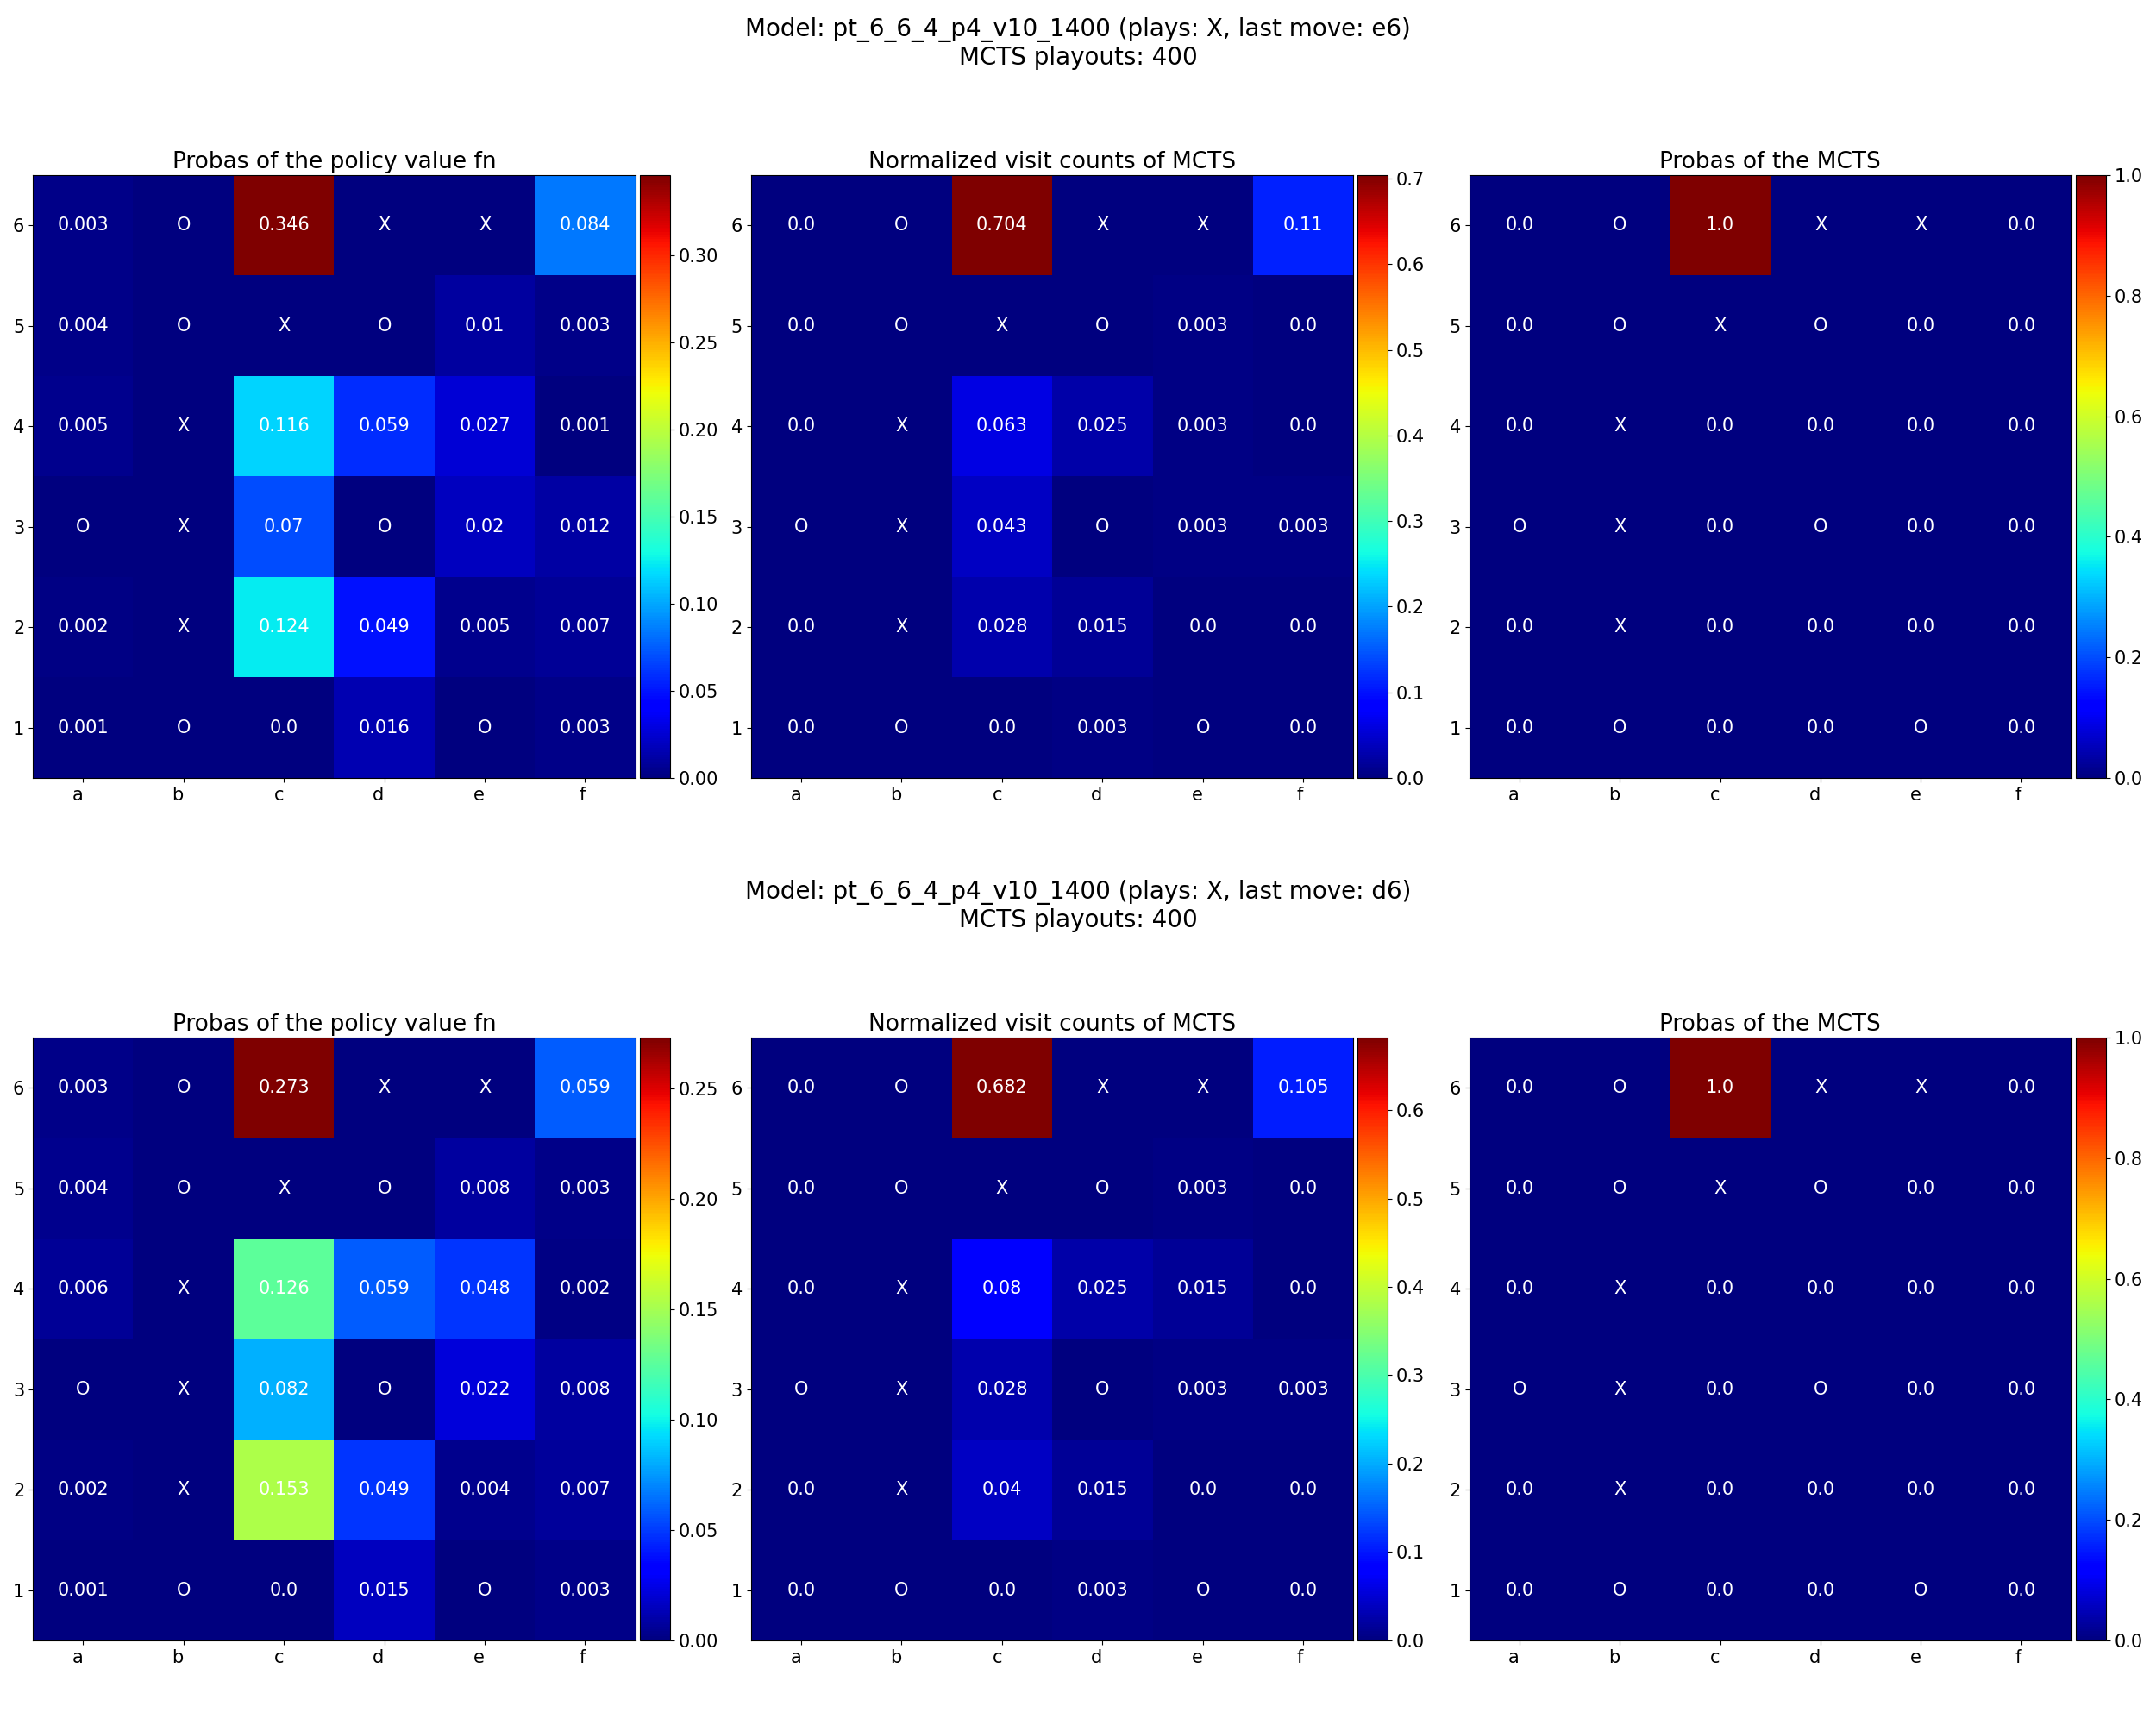 Model: pt_6_6_4_p4_v10_1400 (plays: X, last move: e6)
MCTS playouts: 400
Probas of the policy value fn
6 0.003 O 0.346 X X 0.084
5 0.004 O X O 0.01 0.003
4 0.005 X 0.116 0.059 0.027 0.001
3 O X 0.07 O 0.02 0.012
2 0.002 X 0.124 0.049 0.005 0.007
1 0.001 O 0.0 0.016 O 0.003
a b c d e f
0.30
0.25
0.20
0.15
0.10
0.05
0.00
Normalized visit counts of MCTS
6 0.0 O 0.704 X X 0.11
5 0.0 O X O 0.003 0.0
4 0.0 X 0.063 0.025 0.003 0.0
3 O X 0.043 O 0.003 0.003
2 0.0 X 0.028 0.015 0.0 0.0
1 0.0 O 0.0 0.003 O 0.0
a b c d e f
0.7
0.6
0.5
0.4
0.3
0.2
0.1
0.0
Probas of the MCTS
6 0.0 O 1.0 X X 0.0
5 0.0 O X O 0.0 0.0
4 0.0 X 0.0 0.0 0.0 0.0
3 O X 0.0 O 0.0 0.0
2 0.0 X 0.0 0.0 0.0 0.0
1 0.0 O 0.0 0.0 O 0.0
a b c d e f
1.0
0.8
0.6
0.4
0.2
0.0
Model: pt_6_6_4_p4_v10_1400 (plays: X, last move: d6)
MCTS playouts: 400
Probas of the policy value fn
6 0.003 O 0.273 X X 0.059
5 0.004 O X O 0.008 0.003
4 0.006 X 0.126 0.059 0.048 0.002
3 O X 0.082 O 0.022 0.008
2 0.002 X 0.153 0.049 0.004 0.007
1 0.001 O 0.0 0.015 O 0.003
a b c d e f
0.25
0.20
0.15
0.10
0.05
0.00
Normalized visit counts of MCTS
6 0.0 O 0.682 X X 0.105
5 0.0 O X O 0.003 0.0
4 0.0 X 0.08 0.025 0.015 0.0
3 O X 0.028 O 0.003 0.003
2 0.0 X 0.04 0.015 0.0 0.0
1 0.0 O 0.0 0.003 O 0.0
a b c d e f
0.6
0.5
0.4
0.3
0.2
0.1
0.0
Probas of the MCTS
6 0.0 O 1.0 X X 0.0
5 0.0 O X O 0.0 0.0
4 0.0 X 0.0 0.0 0.0 0.0
3 O X 0.0 O 0.0 0.0
2 0.0 X 0.0 0.0 0.0 0.0
1 0.0 O 0.0 0.0 O 0.0
a b c d e f
1.0
0.8
0.6
0.4
0.2
0.0